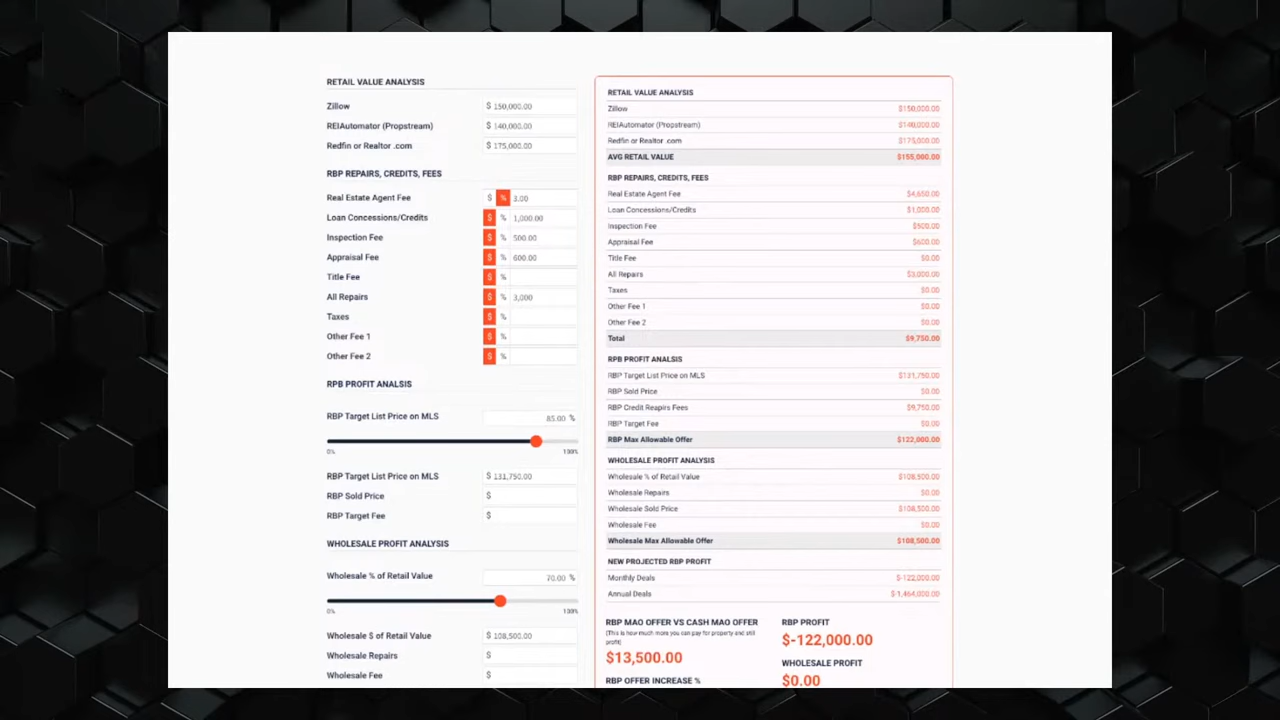 RETAIL VALUE ANALYSIS
Zillow $ 150,000.00
REIAutomator (Propstream) $ 140,000.00
Redfin or Realtor .com $ 175,000.00
RBP REPAIRS, CREDITS, FEES
Real Estate Agent Fee $ % 3.00
Loan Concessions/Credits $ % 1,000.00
Inspection Fee $ % 500.00
Appraisal Fee $ % 600.00
Title Fee $ %
All Repairs $ % 3,000
Taxes $ %
Other Fee 1 $ %
Other Fee 2 $ %
RPB PROFIT ANALSIS
RBP Target List Price on MLS 85.00 %
0% 100%
RBP Target List Price on MLS $ 131,750.00
RBP Sold Price $
RBP Target Fee $
WHOLESALE PROFIT ANALYSIS
Wholesale % of Retail Value 70.00 %
0% 100%
Wholesale $ of Retail Value $ 108,500.00
Wholesale Repairs $
Wholesale Fee $
RETAIL VALUE ANALYSIS
Zillow $150,000.00
REIAutomator (Propstream) $140,000.00
Redfin or Realtor .com $175,000.00
AVG RETAIL VALUE $155,000.00
RBP REPAIRS, CREDITS, FEES
Real Estate Agent Fee $4,650.00
Loan Concessions/Credits $1,000.00
Inspection Fee $500.00
Appraisal Fee $600.00
Title Fee $0.00
All Repairs $3,000.00
Taxes $0.00
Other Fee 1 $0.00
Other Fee 2 $0.00
Total $9,750.00
RPB PROFIT ANALSIS
RBP Target List Price on MLS $131,750.00
RBP Sold Price $0.00
RBP Credit Reapirs Fees $9,750.00
RBP Target Fee $0.00
RBP Max Allowable Offer $122,000.00
WHOLESALE PROFIT ANALYSIS
Wholesale % of Retail Value $108,500.00
Wholesale Repairs $0.00
Wholesale Sold Price $108,500.00
Wholesale Fee $0.00
Wholesale Max Allowable Offer $108,500.00
NEW PROJECTED RBP PROFIT
Monthly Deals $-122,000.00
Annual Deals $-1,464,000.00
RBP MAO OFFER VS CASH MAO OFFER
(This is how much more you can pay for property and still
profit)
$13,500.00
RBP OFFER INCREASE %
RBP PROFIT
$-122,000.00
WHOLESALE PROFIT
$0.00